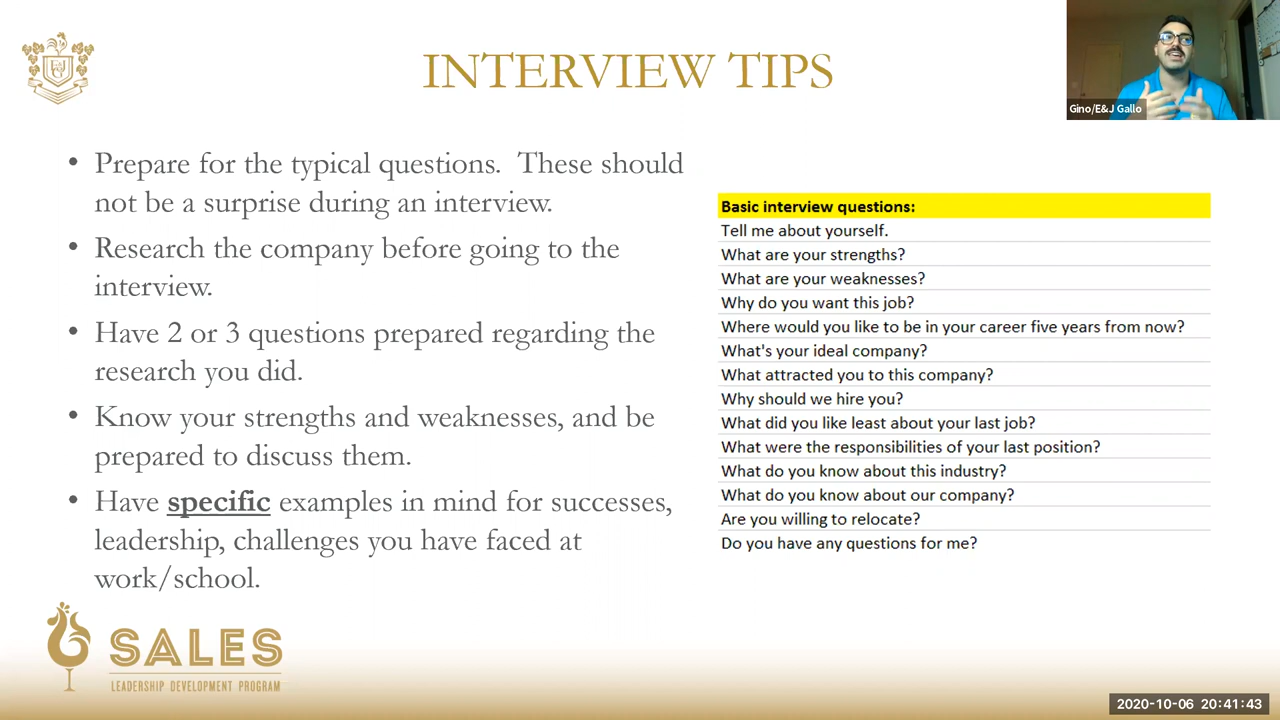 INTERVIEW TIPS
Gino/E&J Gallo
• Prepare for the typical questions.  These should
not be a surprise during an interview.
• Research the company before going to the
interview.
• Have 2 or 3 questions prepared regarding the
research you did.
• Know your strengths and weaknesses, and be
prepared to discuss them.
• Have specific examples in mind for successes,
leadership, challenges you have faced at
work/school.
Basic interview questions:
Tell me about yourself.
What are your strengths?
What are your weaknesses?
Why do you want this job?
Where would you like to be in your career five years from now?
What's your ideal company?
What attracted you to this company?
Why should we hire you?
What did you like least about your last job?
What were the responsibilities of your last position?
What do you know about this industry?
What do you know about our company?
Are you willing to relocate?
Do you have any questions for me?
SALES
LEADERSHIP DEVELOPMENT PROGRAM
2020-10-06 20:41:43